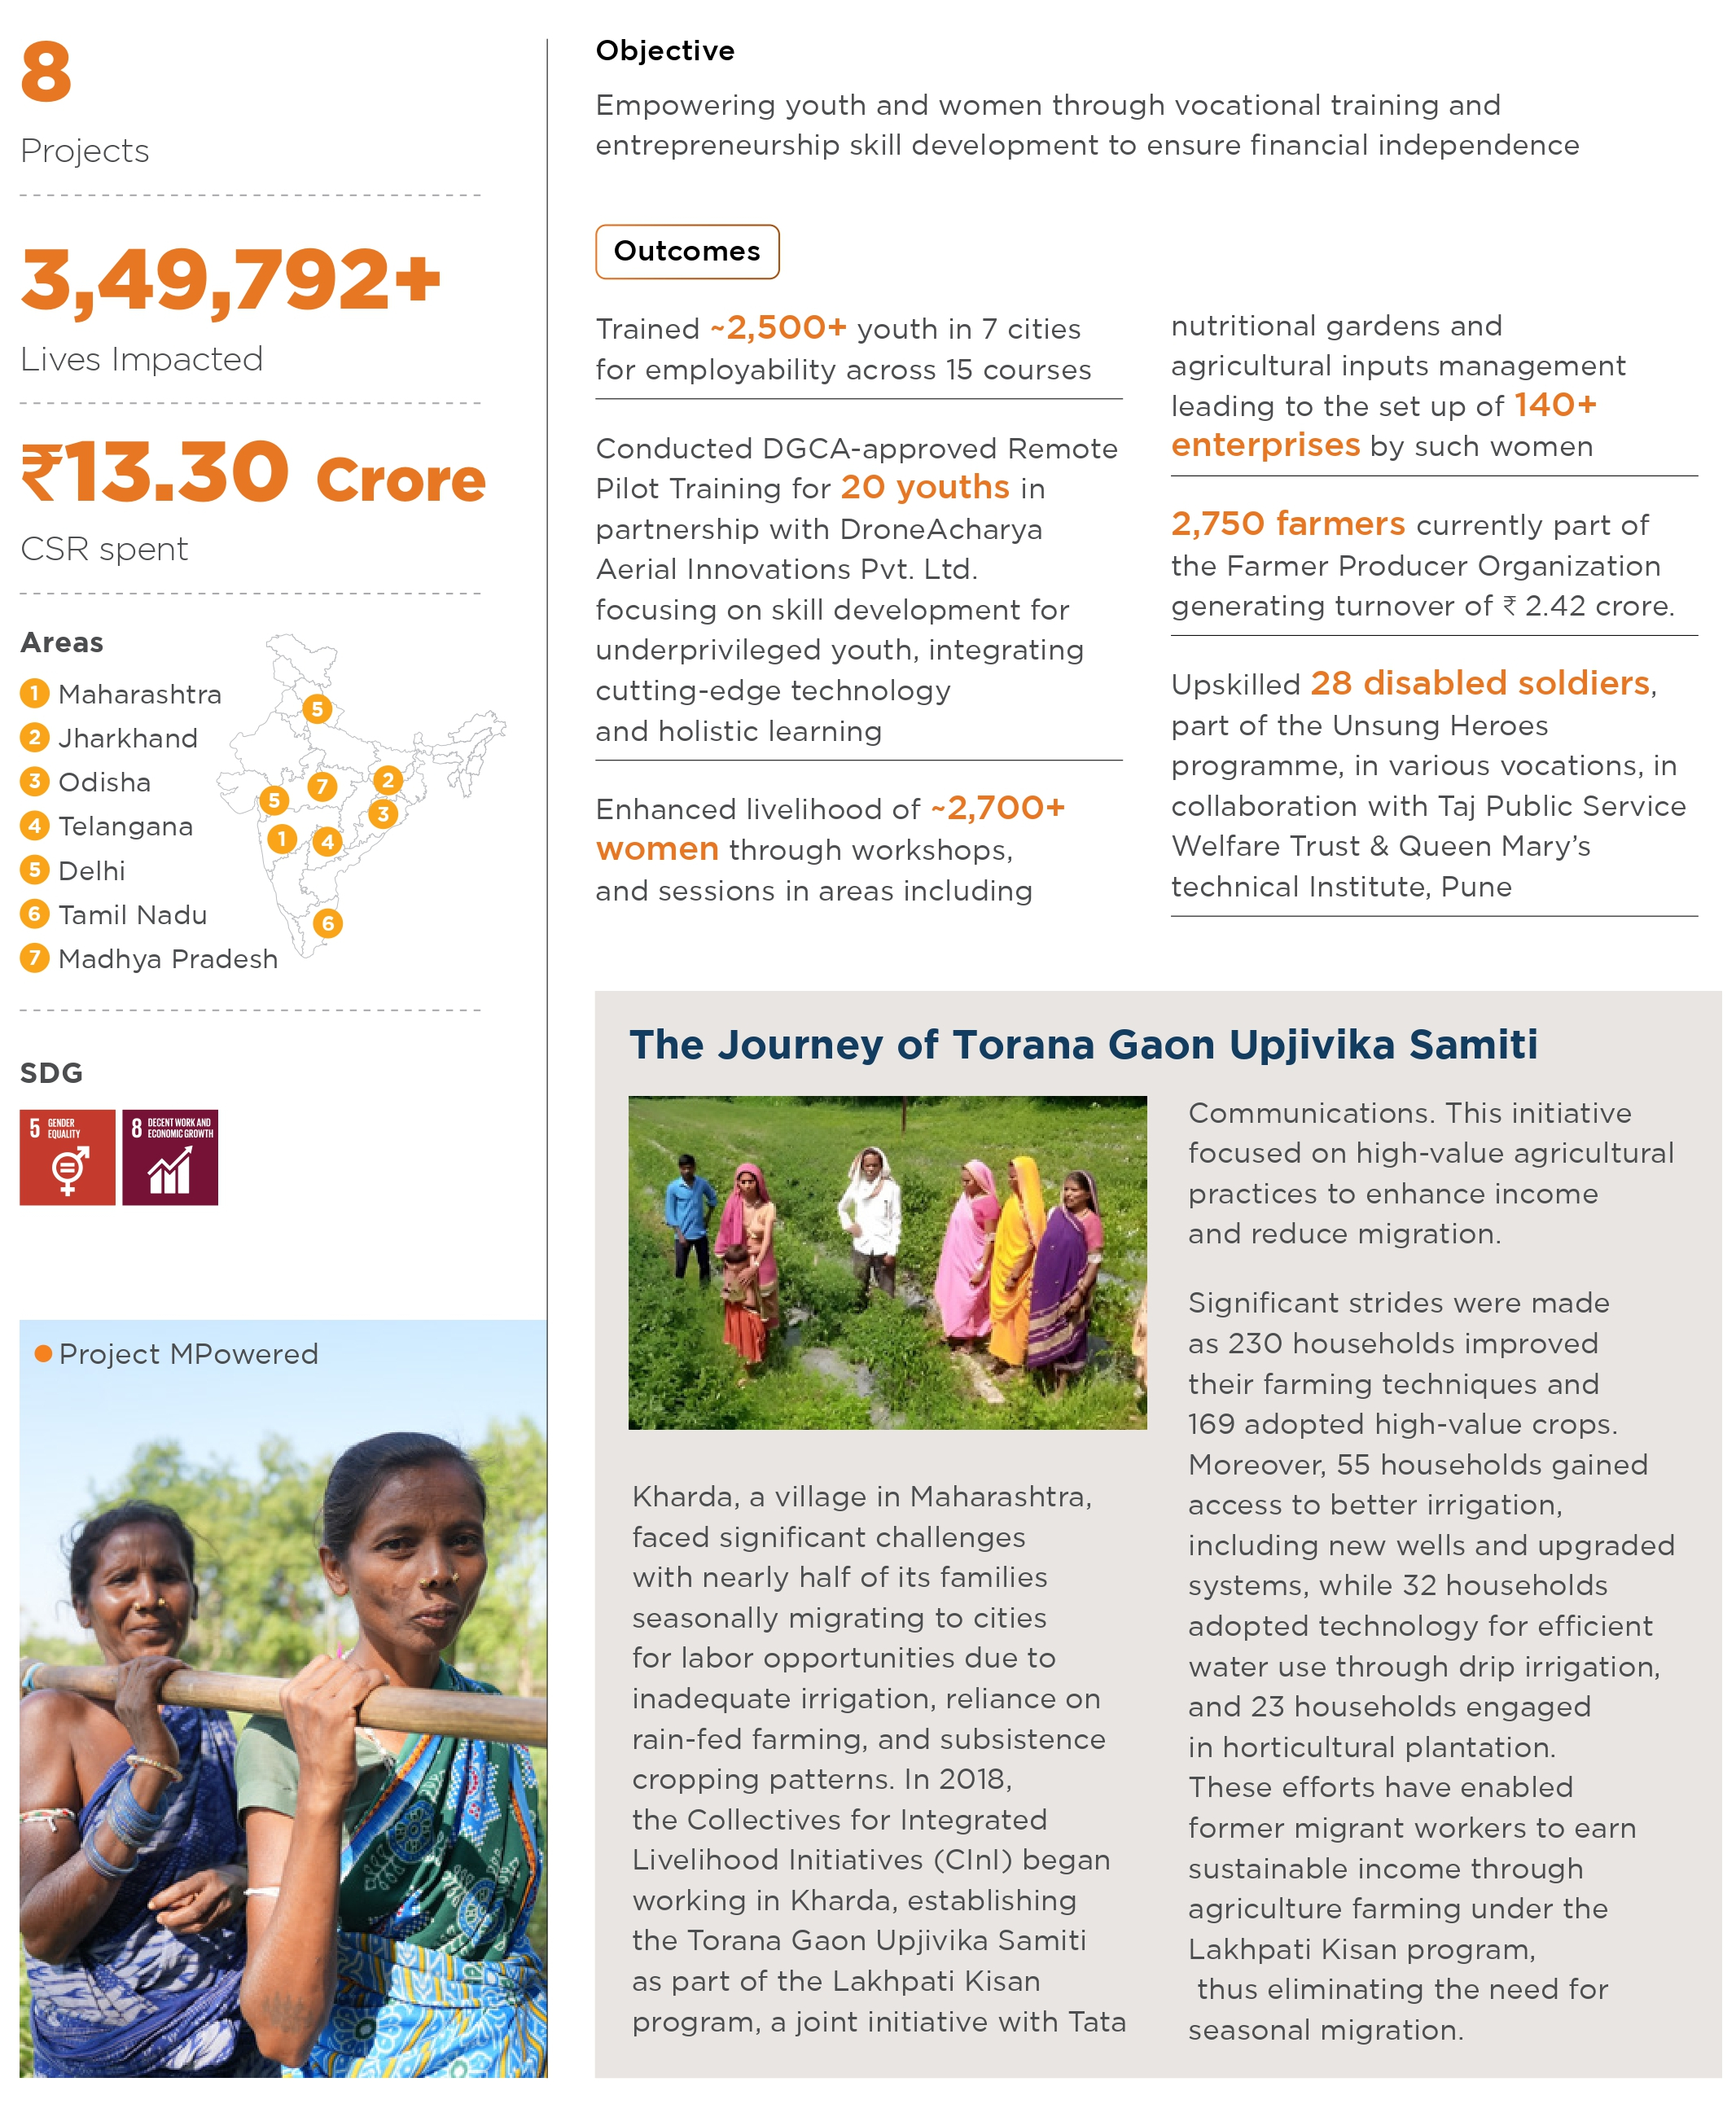 8
Projects
3,49,792+
Lives Impacted
₹13.30 Crore
CSR spent
Areas
1 Maharashtra
2 Jharkhand
3 Odisha
4 Telangana
5 Delhi
6 Tamil Nadu
7 Madhya Pradesh
5
7
2
5
3
1
4
6
SDG
5 GENDER
EQUALITY
8 DECENT WORK AND
ECONOMIC GROWTH
Project MPowered
Objective
Empowering youth and women through vocational training and
entrepreneurship skill development to ensure financial independence
Outcomes
Trained ~2,500+ youth in 7 cities
for employability across 15 courses
Conducted DGCA-approved Remote
Pilot Training for 20 youths in
partnership with DroneAcharya
Aerial Innovations Pvt. Ltd.
focusing on skill development for
underprivileged youth, integrating
cutting-edge technology
and holistic learning
Enhanced livelihood of ~2,700+
women through workshops,
and sessions in areas including
nutritional gardens and
agricultural inputs management
leading to the set up of 140+
enterprises by such women
2,750 farmers currently part of
the Farmer Producer Organization
generating turnover of ₹ 2.42 crore.
Upskilled 28 disabled soldiers,
part of the Unsung Heroes
programme, in various vocations, in
collaboration with Taj Public Service
Welfare Trust & Queen Mary's
technical Institute, Pune
The Journey of Torana Gaon Upjivika Samiti
Kharda, a village in Maharashtra,
faced significant challenges
with nearly half of its families
seasonally migrating to cities
for labor opportunities due to
inadequate irrigation, reliance on
rain-fed farming, and subsistence
cropping patterns. In 2018,
the Collectives for Integrated
Livelihood Initiatives (CInI) began
working in Kharda, establishing
the Torana Gaon Upjivika Samiti
as part of the Lakhpati Kisan
program, a joint initiative with Tata
Communications. This initiative
focused on high-value agricultural
practices to enhance income
and reduce migration.
Significant strides were made
as 230 households improved
their farming techniques and
169 adopted high-value crops.
Moreover, 55 households gained
access to better irrigation,
including new wells and upgraded
systems, while 32 households
adopted technology for efficient
water use through drip irrigation,
and 23 households engaged
in horticultural plantation.
These efforts have enabled
former migrant workers to earn
sustainable income through
agriculture farming under the
Lakhpati Kisan program,
thus eliminating the need for
seasonal migration.